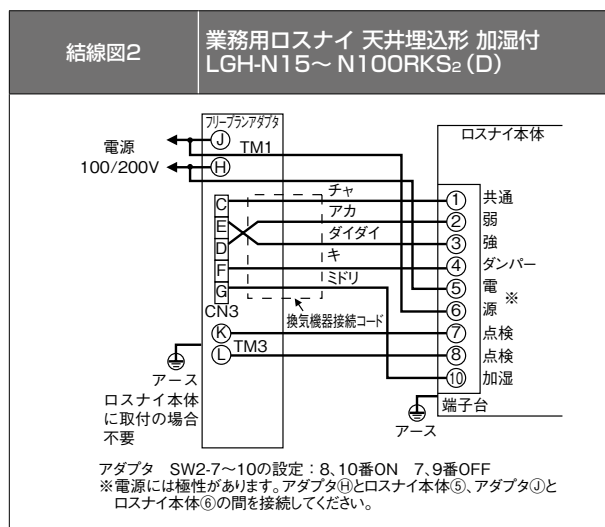 結線図2
業務用ロスナイ 天井埋込形 加湿付
LGH-N15～N100RKS₂(D)
フリープランアダプタ
ロスナイ本体
電源
100/200V
Ⓙ
TM1
Ⓗ
C
E
D
F
G
CN3
チャ
アカ
ダイダイ
キ
ミドリ
換気機器接続コード
Ⓚ
TM3
Ⓛ
① 共通
② 弱
③ 強
④ ダンパー
⑤ 電
※
⑥ 源
⑦ 点検
⑧ 点検
⑩ 加湿
端子台
アース
ロスナイ本体
に取付の場合
不要
アース
アダプタ SW2-7～10の設定：8、10番ON 7、9番OFF
※電源には極性があります。アダプタⒽとロスナイ本体⑤、アダプタⒿと
ロスナイ本体⑥の間を接続してください。